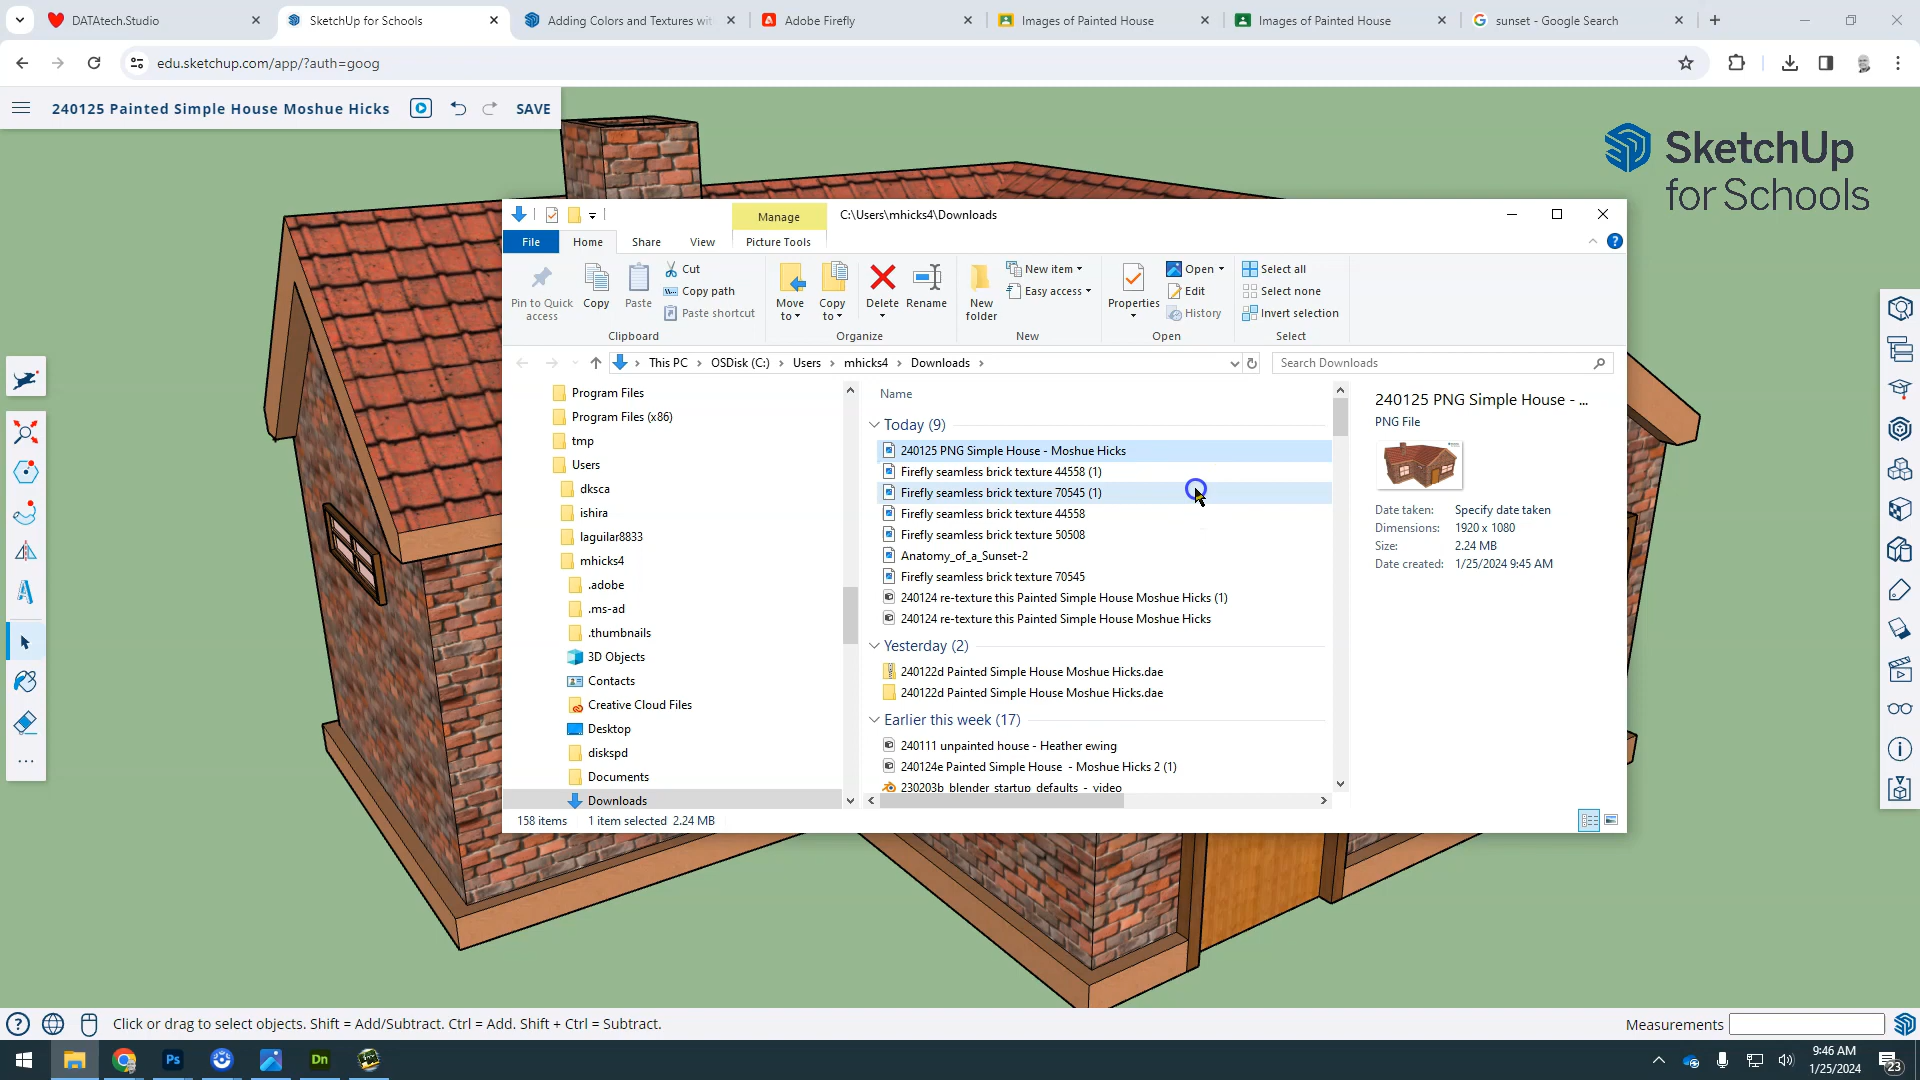 DATAtech.Studio
SketchUp for Schools
Adding Colors and Textures wit
Adobe Firefly
Images of Painted House
Images of Painted House
sunset - Google Search
edu.sketchup.com/app/?auth=goog
240125 Painted Simple House Moshue Hicks
SAVE
SketchUp
for Schools
Manage
C:\Users\mhicks4\Downloads
File
Home
Share
View
Picture Tools
Pin to Quick access
Copy
Paste
Cut
Copy path
Paste shortcut
Move to
Copy to
Delete
Rename
New folder
New item
Easy access
Properties
Open
Edit
History
Select all
Select none
Invert selection
Clipboard
Organize
New
Open
Select
This PC
OSDisk (C:)
Users
mhicks4
Downloads
Search Downloads
Program Files
Program Files (x86)
tmp
Users
dksca
ishira
laguilar8833
mhicks4
.adobe
.ms-ad
.thumbnails
3D Objects
Contacts
Creative Cloud Files
Desktop
diskspd
Documents
Downloads
Name
Today (9)
240125 PNG Simple House - Moshue Hicks
Firefly seamless brick texture 44558 (1)
Firefly seamless brick texture 70545 (1)
Firefly seamless brick texture 44558
Firefly seamless brick texture 50508
Anatomy_of_a_Sunset-2
Firefly seamless brick texture 70545
240124 re-texture this Painted Simple House Moshue Hicks (1)
240124 re-texture this Painted Simple House Moshue Hicks
Yesterday (2)
240122d Painted Simple House Moshue Hicks.dae
240122d Painted Simple House Moshue Hicks.dae
Earlier this week (17)
240111 unpainted house - Heather ewing
240124e Painted Simple House - Moshue Hicks 2 (1)
230203b blender startup defaults - video
240125 PNG Simple House - ...
PNG File
Date taken: Specify date taken
Dimensions: 1920 x 1080
Size: 2.24 MB
Date created: 1/25/2024 9:45 AM
158 items
1 item selected 2.24 MB
Click or drag to select objects. Shift = Add/Subtract. Ctrl = Add. Shift + Ctrl = Subtract.
Measurements
Ps
Dn
9:46 AM
1/25/2024
23